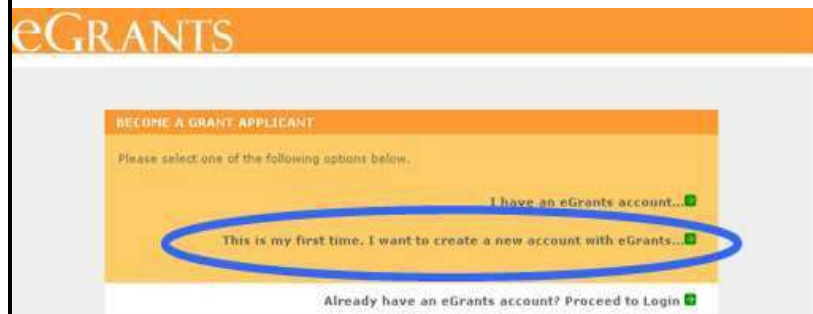 eGRANTS
BECOME A GRANT APPLICANT
Please select one of the following options below.
I have an eGrants account...
This is my first time. I want to create a new account with eGrants...
Already have an eGrants account? Proceed to Login